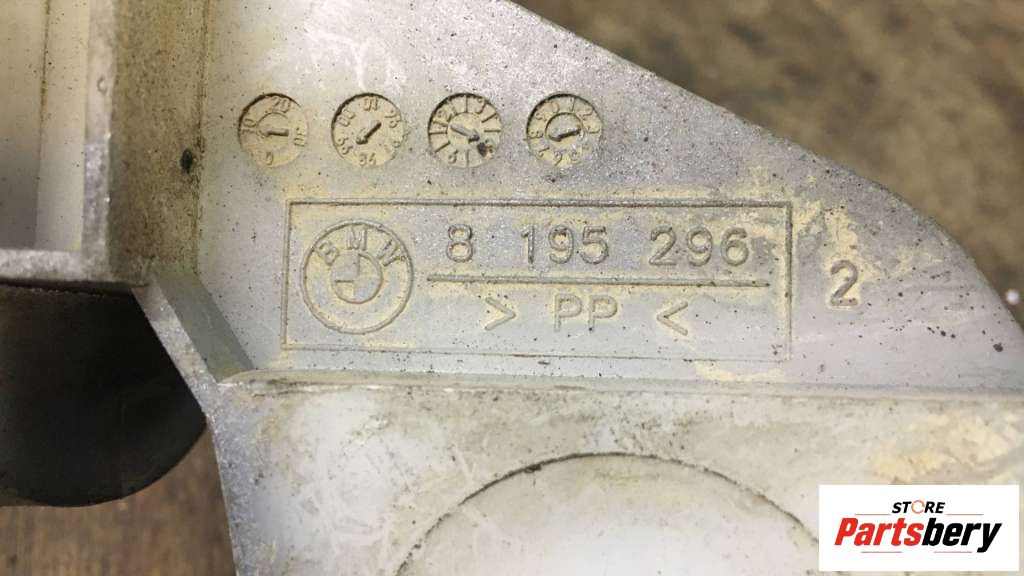 BMW
8 195 296
> PP <
2
STORE
Partsbery